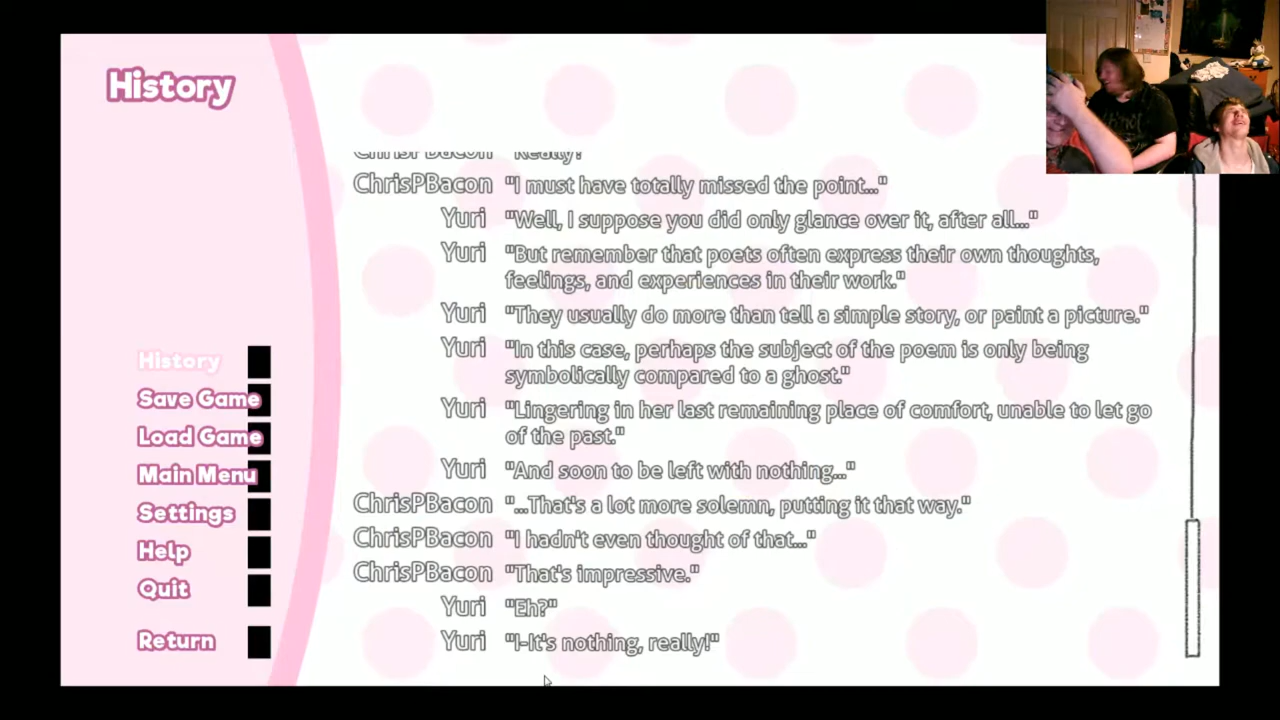 History
ChrisPBacon "Really?
ChrisPBacon "I must have totally missed the point..."
Yuri "Well, I suppose you did only glance over it, after all..."
Yuri "But remember that poets often express their own thoughts,
feelings, and experiences in their work."
Yuri "They usually do more than tell a simple story, or paint a picture."
Yuri "In this case, perhaps the subject of the poem is only being
symbolically compared to a ghost."
Yuri "Lingering in her last remaining place of comfort, unable to let go
of the past."
Yuri "And soon to be left with nothing..."
ChrisPBacon "...That's a lot more solemn, putting it that way."
ChrisPBacon "I hadn't even thought of that..."
ChrisPBacon "That's impressive."
Yuri "Eh?"
Yuri "I-It's nothing, really!"
History
Save Game
Load Game
Main Menu
Settings
Help
Quit
Return